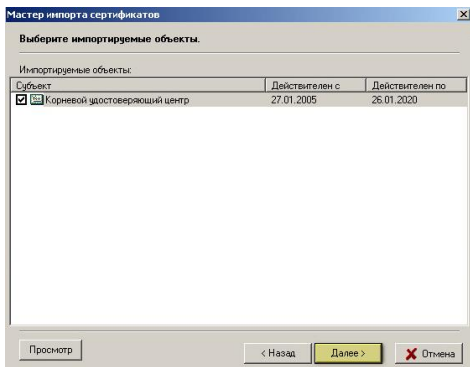 Мастер импорта сертификатов
Выберите импортируемые объекты.
Импортируемые объекты:
Субъект Действителен с Действителен по
Корневой удостоверяющий центр 27.01.2005 26.01.2020
Просмотр < Назад Далее > Отмена